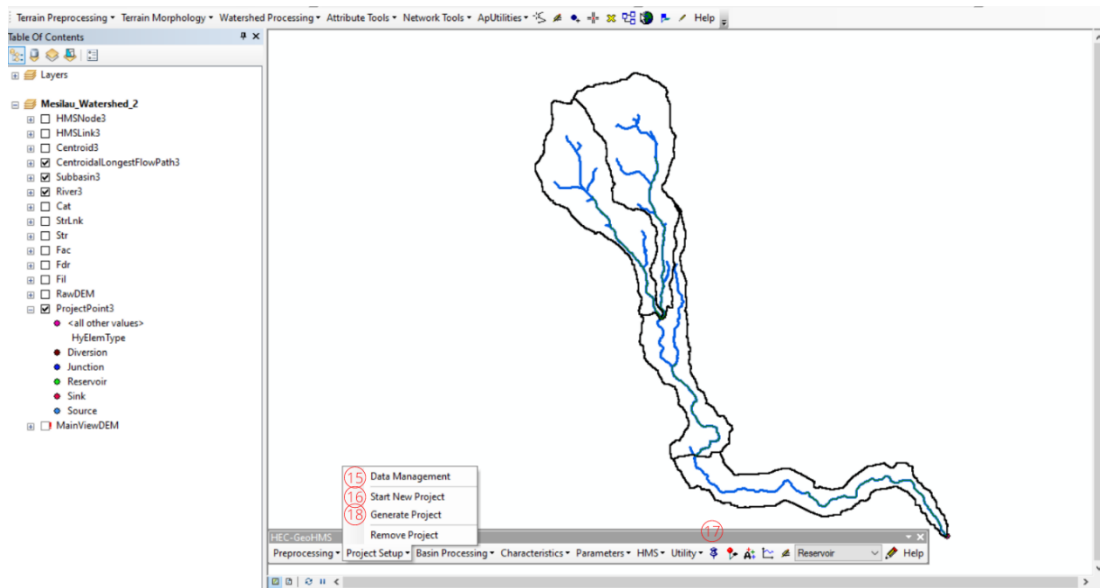 Terrain Preprocessing Terrain Morphology Watershed Processing Attribute Tools Network Tools ApUtilities Help
Table Of Contents
Layers
Mesilau_Watershed_2
HMSNode3
HMSLink3
Centroid3
CentroidalLongestFlowPath3
Subbasin3
River3
Cat
StrLnk
Str
Fac
Fdr
Fil
RawDEM
ProjectPoint3
<all other values>
HyElemType
Diversion
Junction
Reservoir
Sink
Source
MainViewDEM
15 Data Management
16 Start New Project
18 Generate Project
Remove Project
17
HEC-GeoHMS
Preprocessing Project Setup Basin Processing Characteristics Parameters HMS Utility Reservoir Help